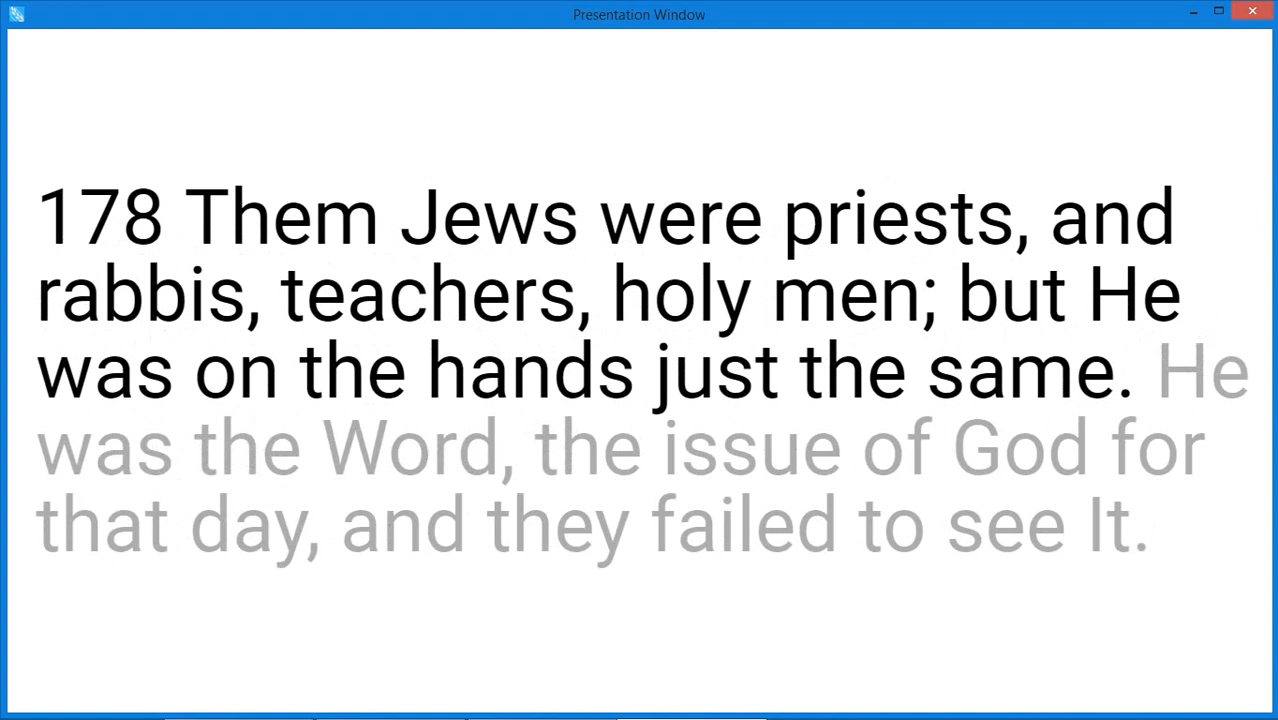 Presentation Window
178 Them Jews were priests, and
rabbis, teachers, holy men; but He
was on the hands just the same. He
was the Word, the issue of God for
that day, and they failed to see It.